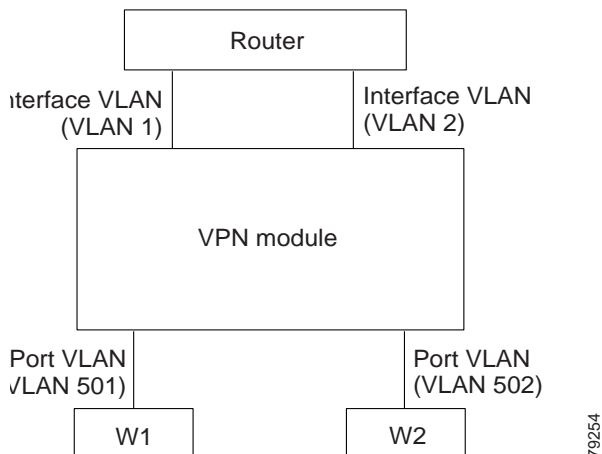 Router
nterface VLAN
(VLAN 1)
Interface VLAN
(VLAN 2)
VPN module
Port VLAN
VLAN 501)
Port VLAN
(VLAN 502)
W1
W2
79254